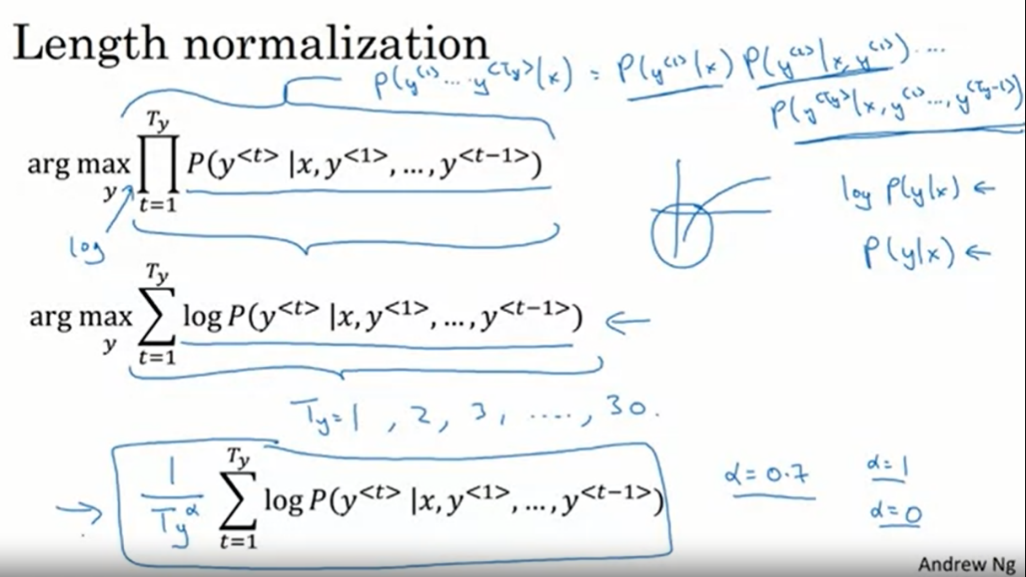 Length normalization
P(y^{<1>} ... y^{<Ty>}|x) = P(y^{<1>}|x) P(y^{<2>}|x, y^{<1>}) ...
P(y^{<Ty>}|x, y^{<1>} ..., y^{<Ty-1>})
arg max_y ∏_{t=1}^{Ty} P(y^{<t>} |x, y^{<1>}, ..., y^{<t−1>})
log
log P(y|x) ←
P(y|x) ←
arg max_y ∑_{t=1}^{Ty} log P(y^{<t>} |x, y^{<1>}, ..., y^{<t−1>}) ←
Ty=1, 2, 3, ...., 30.
→ 1/Ty^α ∑_{t=1}^{Ty} log P(y^{<t>} |x, y^{<1>}, ..., y^{<t−1>})
α=0.7
α=1
α=0
Andrew Ng